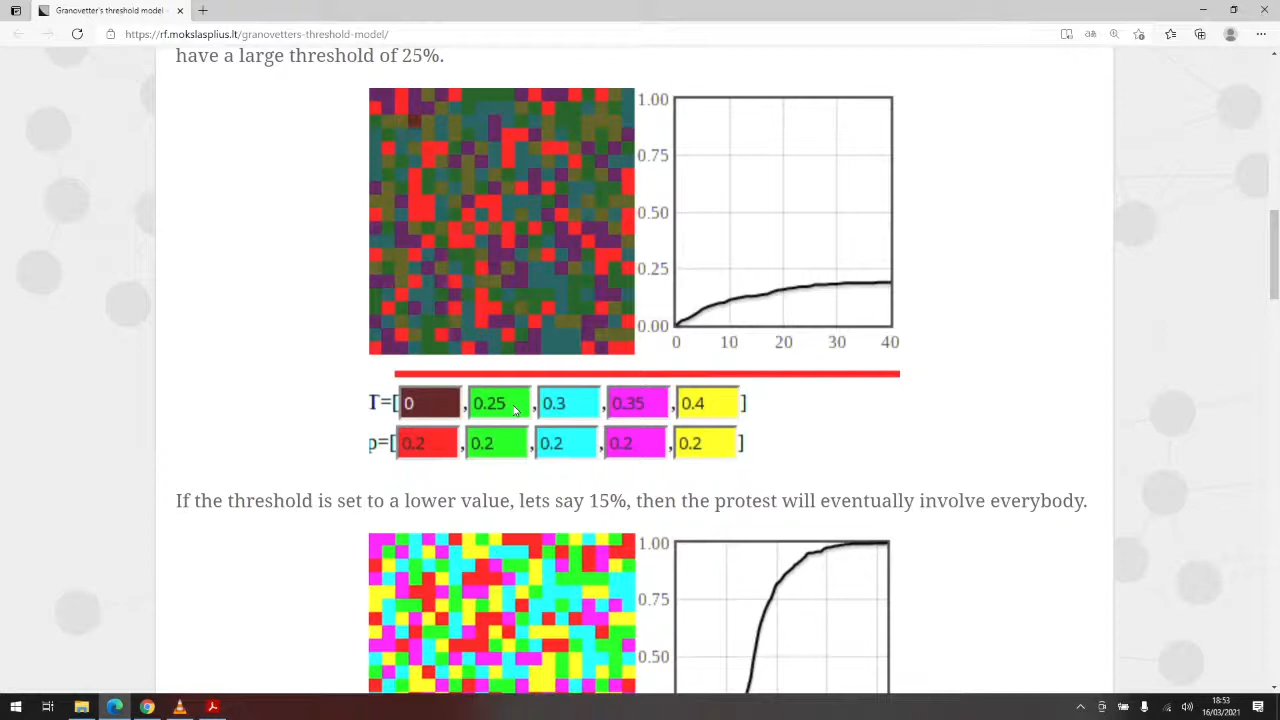 Granovetter's threshold model
https://rf.mokslasplius.lt/granovetters-threshold-model/
have a large threshold of 25%.
1.00
0.75
0.50
0.25
0.00
0 10 20 30 40
T=[ 0 , 0.25 , 0.3 , 0.35 , 0.4 ]
p=[ 0.2 , 0.2 , 0.2 , 0.2 , 0.2 ]
If the threshold is set to a lower value, lets say 15%, then the protest will eventually involve everybody.
1.00
0.75
0.50
18:53
16/03/2021